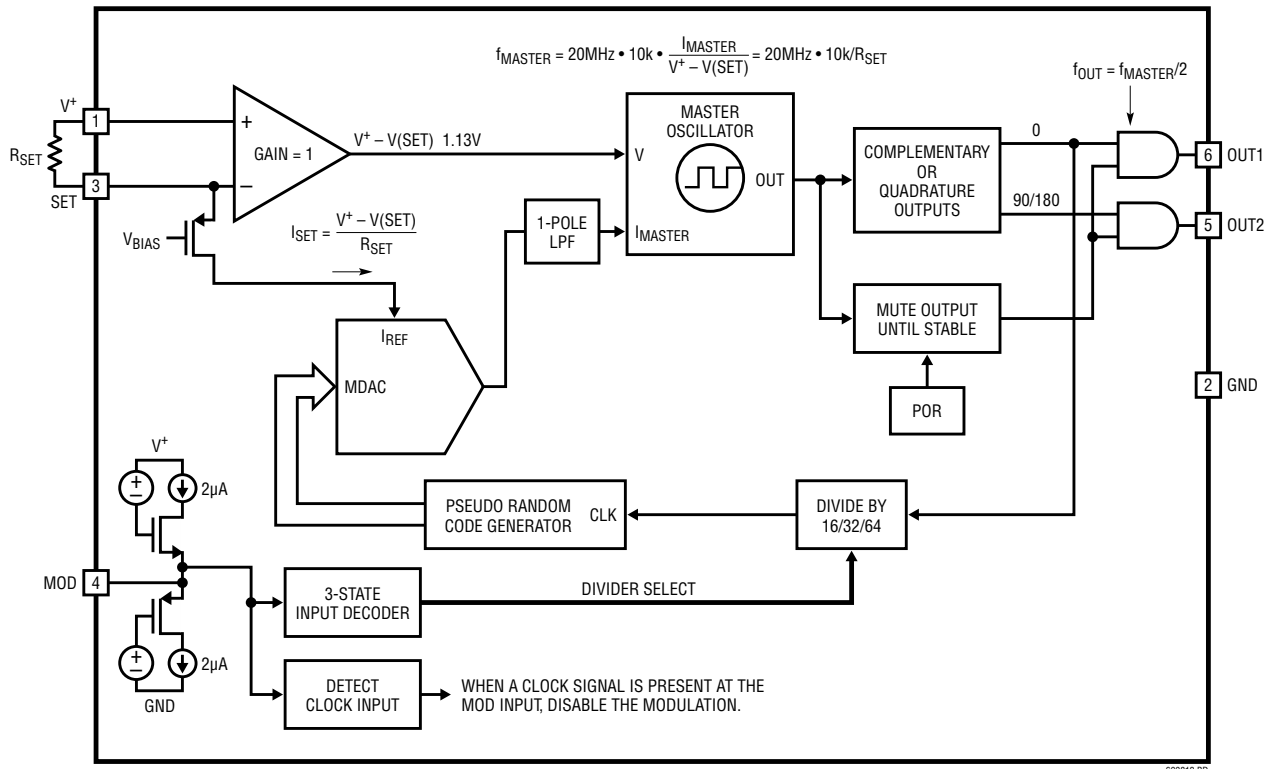 fMASTER = 20MHz • 10k • IMASTER / V+ – V(SET) = 20MHz • 10k/RSET
fOUT = fMASTER/2
V+
1
RSET
3
SET
+
GAIN = 1
–
V+ – V(SET) 1.13V
MASTER
OSCILLATOR
V
OUT
IMASTER
COMPLEMENTARY
OR
QUADRATURE
OUTPUTS
0
90/180
6
OUT1
5
OUT2
VBIAS
ISET = V+ – V(SET) / RSET
1-POLE
LPF
MUTE OUTPUT
UNTIL STABLE
POR
2
GND
IREF
MDAC
V+
+
–
2µA
PSEUDO RANDOM
CODE GENERATOR
CLK
DIVIDE BY
16/32/64
MOD
4
3-STATE
INPUT DECODER
DIVIDER SELECT
+
–
2µA
GND
DETECT
CLOCK INPUT
WHEN A CLOCK SIGNAL IS PRESENT AT THE
MOD INPUT, DISABLE THE MODULATION.